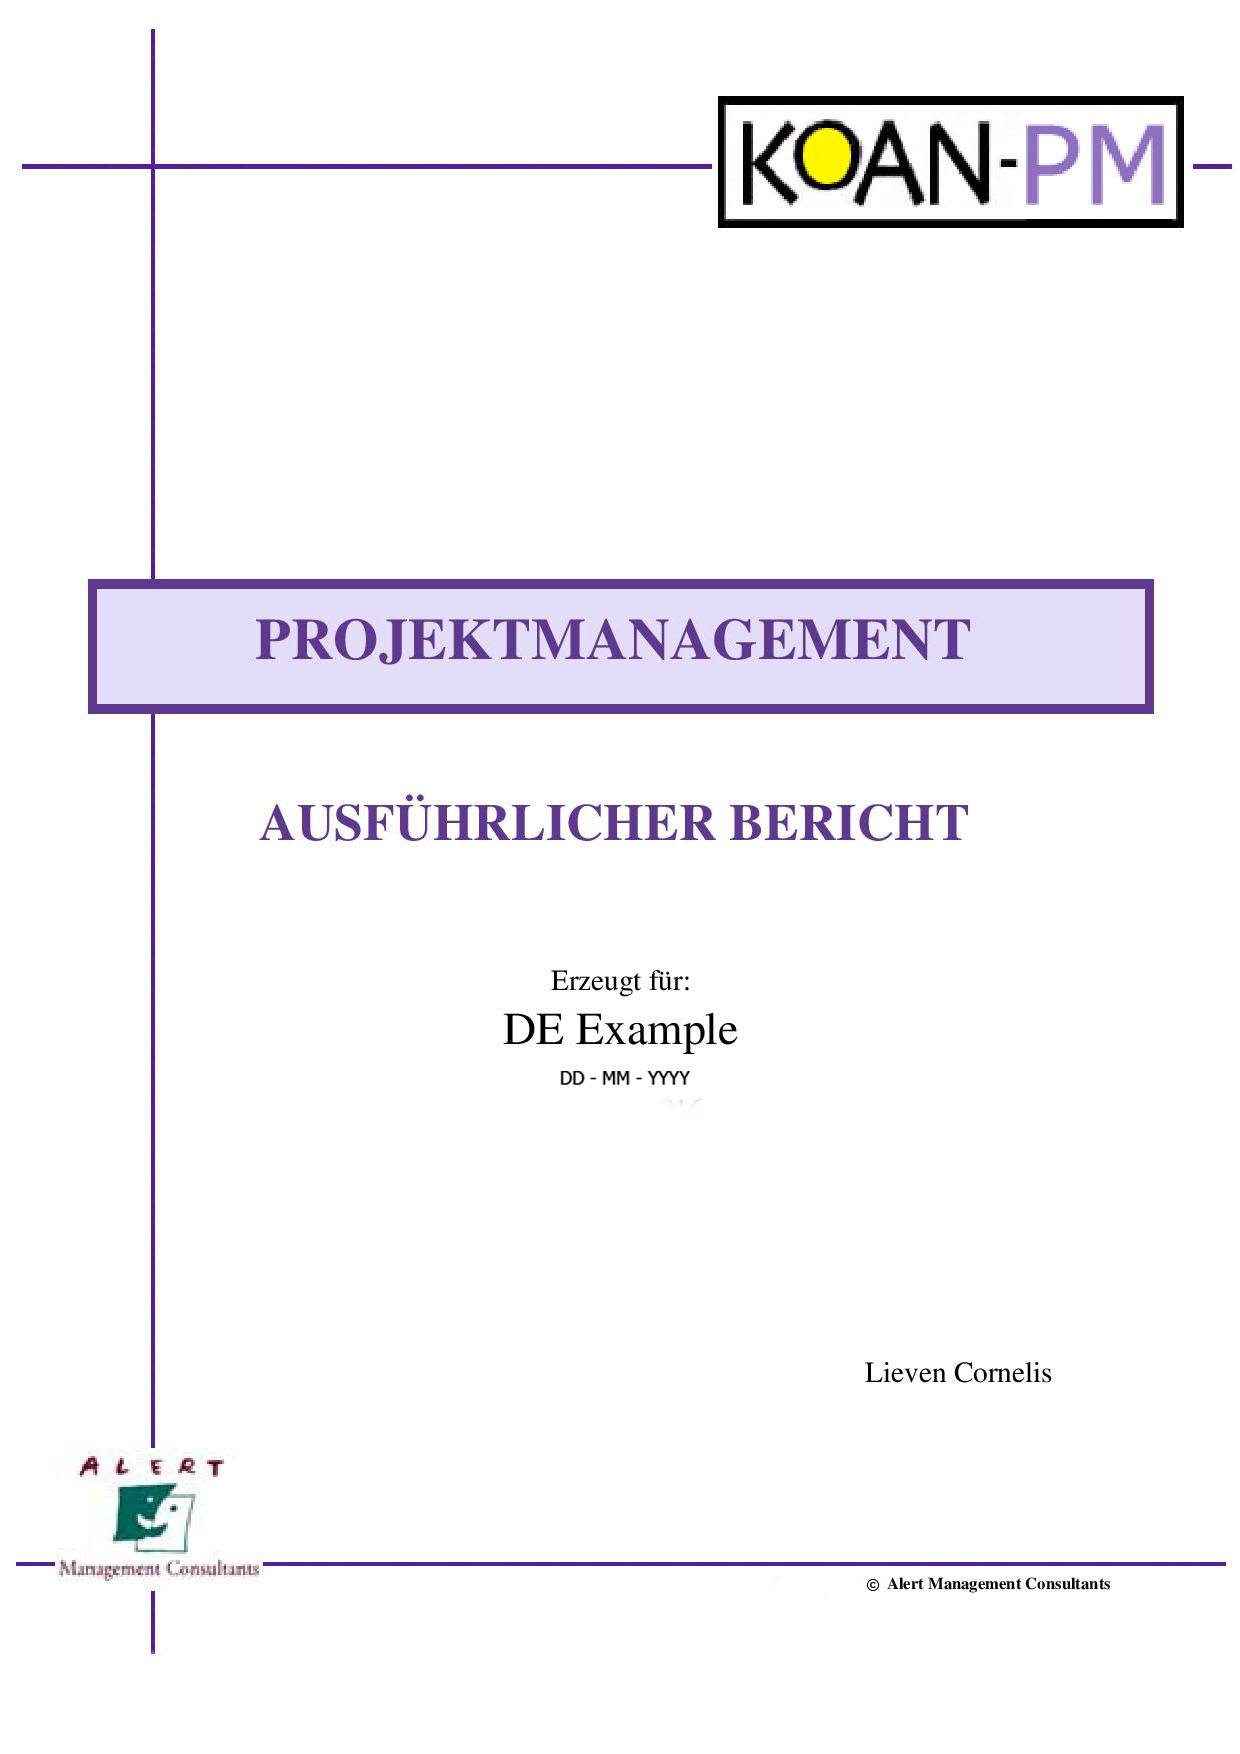 KOAN-PM
PROJEKTMANAGEMENT
AUSFÜHRLICHER BERICHT
Erzeugt für:
DE Example
DD - MM - YYYY
Lieven Cornelis
ALERT
Management Consultants
© Alert Management Consultants